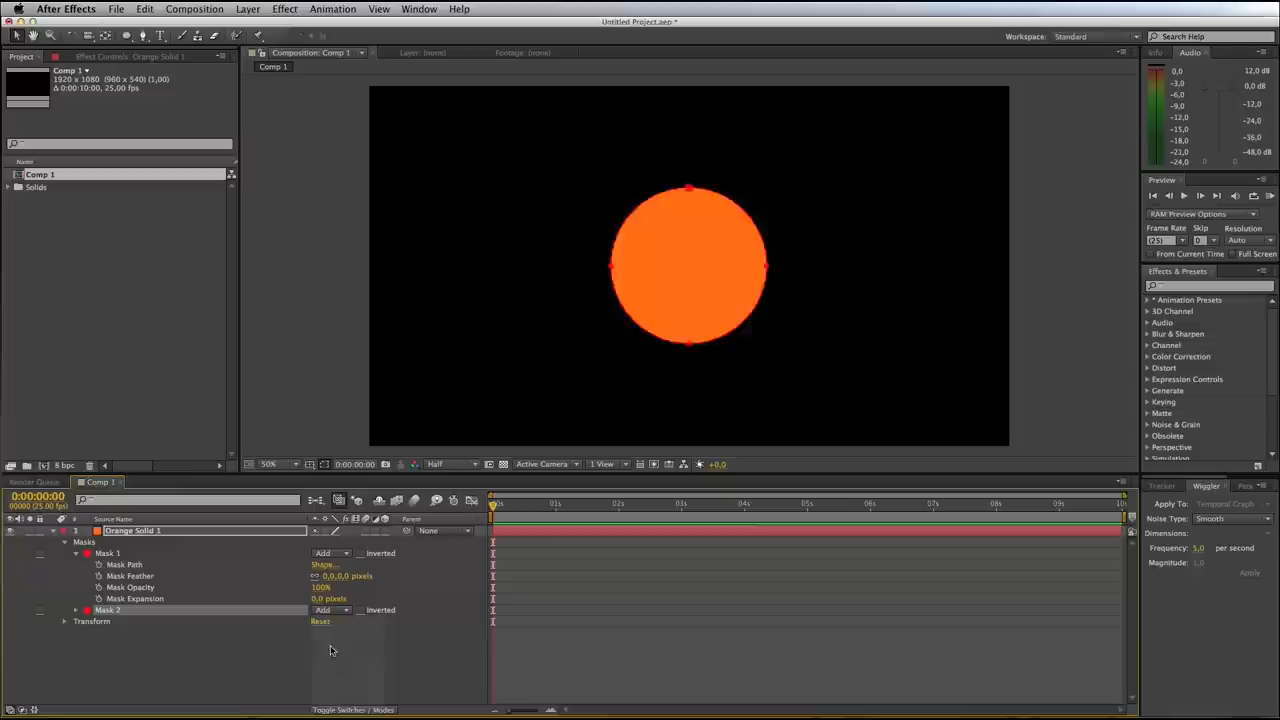 After Effects File Edit Composition Layer Effect Animation View Window Help
Untitled Project.aep *
Workspace: Standard Search Help
Project Effect Controls: Orange Solid 1
Composition: Comp 1 Layer: (none) Footage: (none)
Info Audio
Comp 1
Comp 1
1920 x 1080 (960 x 540) (1,00)
Δ 0:00:10:00, 25,00 fps
0,0 12,0 dB
-3,0 0,0 dB
-6,0
-9,0 -12,0
-12,0 -24,0
-15,0
-18,0 -36,0
-21,0 -48,0 dB
-24,0
Name
Comp 1
Solids
Preview
RAM Preview Options
Frame Rate Skip Resolution
(25) 0 Auto
From Current Time Full Screen
Effects & Presets
* Animation Presets
3D Channel
Audio
Blur & Sharpen
Channel
Color Correction
Distort
Expression Controls
Generate
Keying
Matte
Noise & Grain
Obsolete
Perspective
Simulation
8 bpc
50% 0:00:00:00 Half Active Camera 1 View +0,0
Render Queue Comp 1
0:00:00:00
00000 (25.00 fps)
00s 01s 02s 03s 04s 05s 06s 07s 08s 09s 10s
# Source Name Parent
1 Orange Solid 1 None
Masks
Mask 1 Add Inverted
Mask Path Shape...
Mask Feather 0,0,0,0 pixels
Mask Opacity 100%
Mask Expansion 0,0 pixels
Mask 2 Add Inverted
Transform Reset
Toggle Switches / Modes
Tracker Wiggler
Apply To: Temporal Graph
Noise Type: Smooth
Dimensions:
Frequency: 5,0 per second
Magnitude: 1,0
Apply